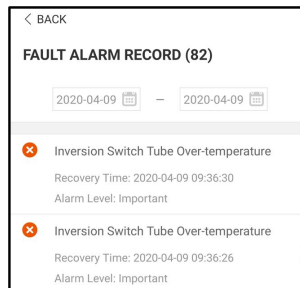 < BACK
FAULT ALARM RECORD (82)
2020-04-09 – 2020-04-09
Inversion Switch Tube Over-temperature
Recovery Time: 2020-04-09 09:36:30
Alarm Level: Important
Inversion Switch Tube Over-temperature
Recovery Time: 2020-04-09 09:36:26
Alarm Level: Important